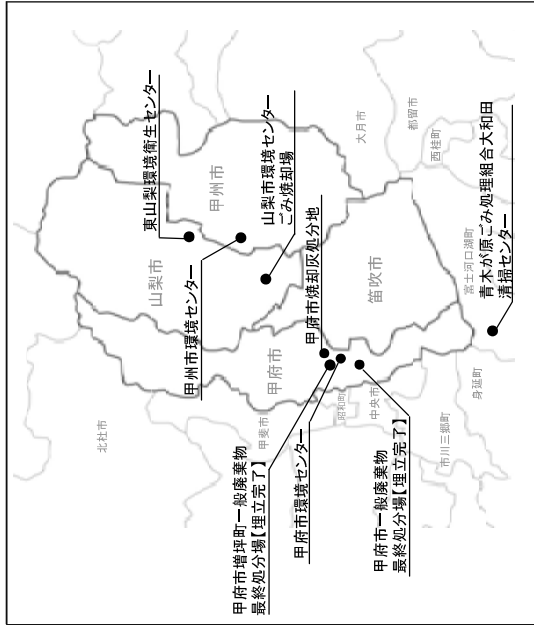 東山梨環境衛生センター
甲州市環境センター
山梨市環境センター
ごみ焼却場
甲府市焼却灰処分地
甲府市増坪町一般廃棄物
最終処分場【埋立完了】
甲府市環境センター
甲府市一般廃棄物
最終処分場【埋立完了】
青木が原ごみ処理組合大和田
清掃センター
山梨市
甲州市
甲府市
笛吹市
北杜市
甲斐市
昭和町
中央市
市川三郷町
身延町
富士河口湖町
西桂町
都留市
大月市